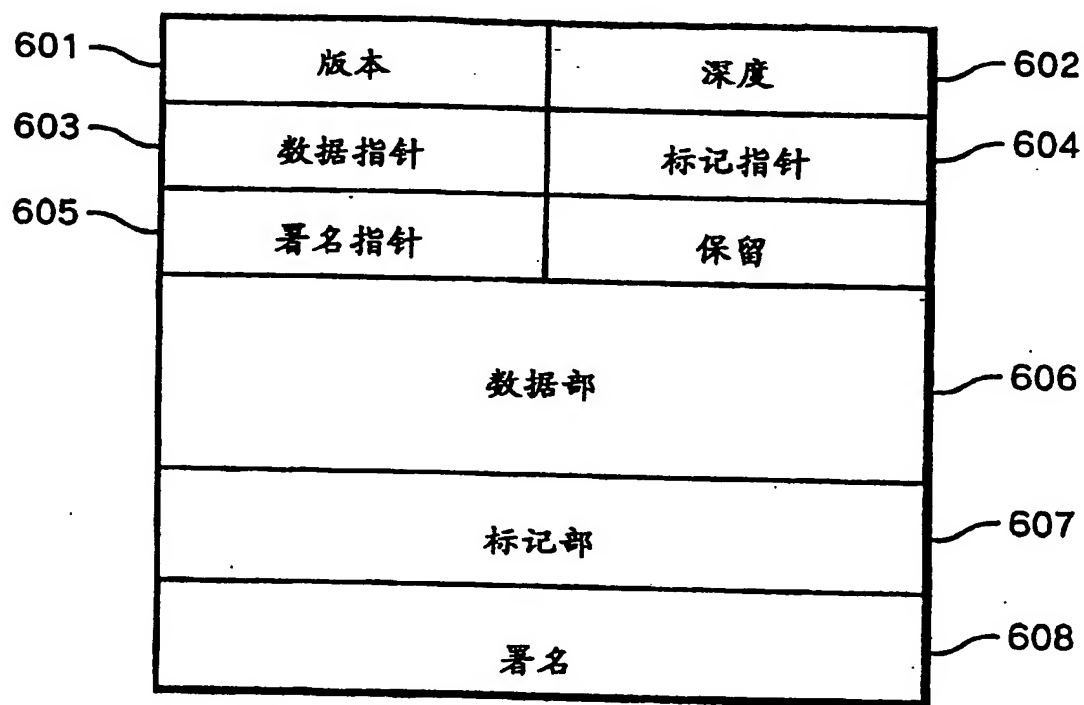 601 版本 深度 602
603 数据指针 标记指针 604
605 署名指针 保留
数据部 606
标记部 607
署名 608